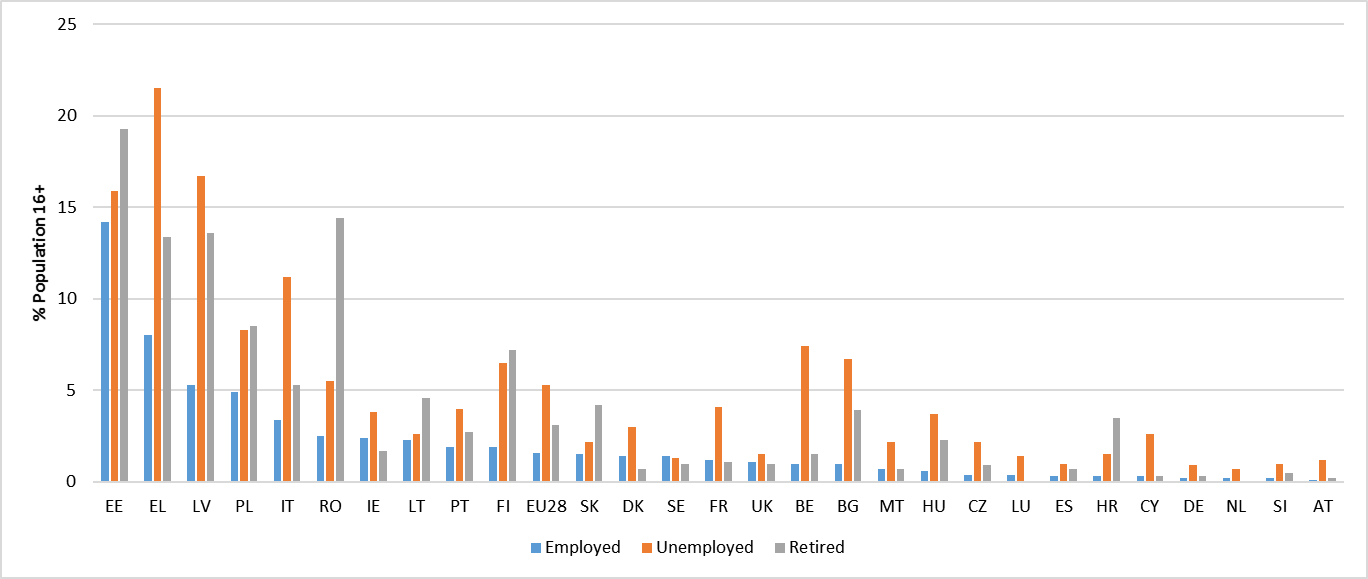 25
20
15
10
5
0
% Population 16+
EE EL LV PL IT RO IE LT PT FI EU28 SK DK SE FR UK BE BG MT HU CZ LU ES HR CY DE NL SI AT
Employed Unemployed Retired